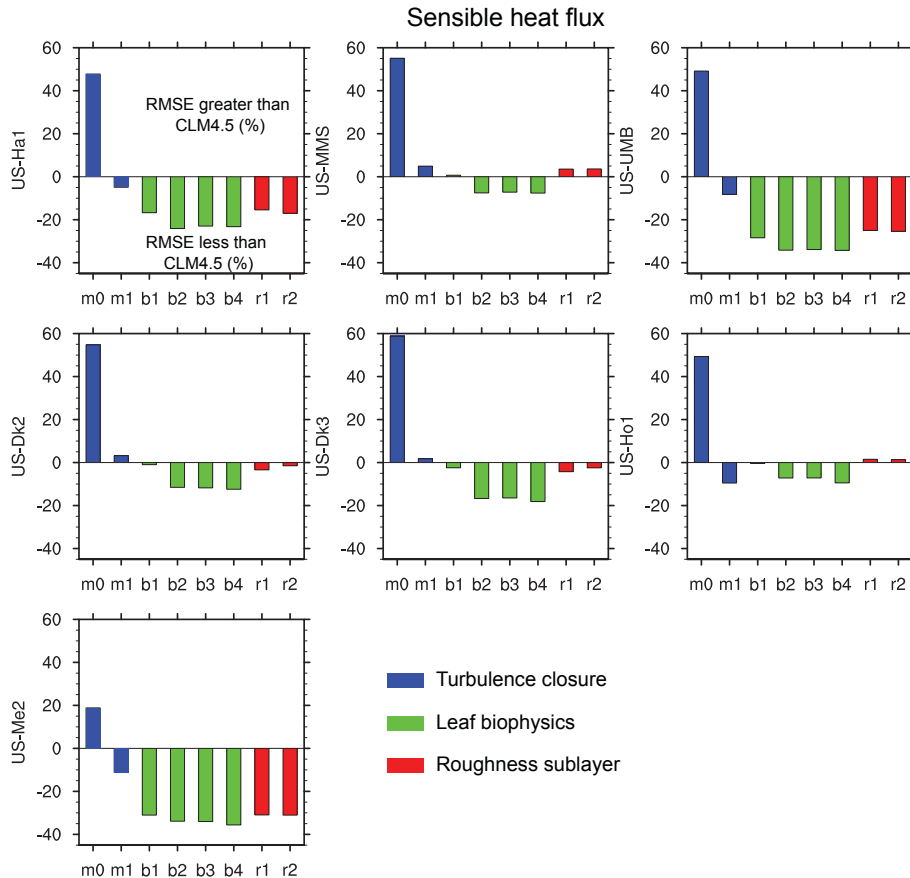 Sensible heat flux
60
40
20
0
-20
-40
US-Ha1
RMSE greater than
CLM4.5 (%)
RMSE less than
CLM4.5 (%)
m0 m1 b1 b2 b3 b4 r1 r2
60
40
20
0
-20
-40
US-MMS
m0 m1 b1 b2 b3 b4 r1 r2
60
40
20
0
-20
-40
US-UMB
m0 m1 b1 b2 b3 b4 r1 r2
60
40
20
0
-20
-40
US-Dk2
m0 m1 b1 b2 b3 b4 r1 r2
60
40
20
0
-20
-40
US-Dk3
m0 m1 b1 b2 b3 b4 r1 r2
60
40
20
0
-20
-40
US-Ho1
m0 m1 b1 b2 b3 b4 r1 r2
60
40
20
0
-20
-40
US-Me2
m0 m1 b1 b2 b3 b4 r1 r2
Turbulence closure
Leaf biophysics
Roughness sublayer